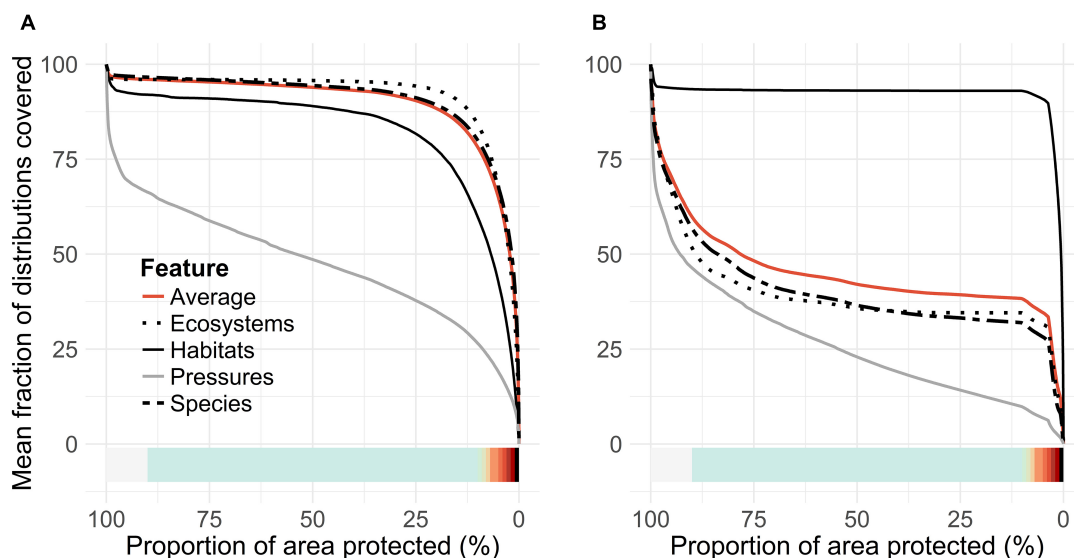 A
B
Mean fraction of distributions covered
100
75
50
25
0
Feature
Average
Ecosystems
Habitats
Pressures
Species
100
75
50
25
0
100
75
50
25
0
Proportion of area protected (%)
100
75
50
25
0
Proportion of area protected (%)